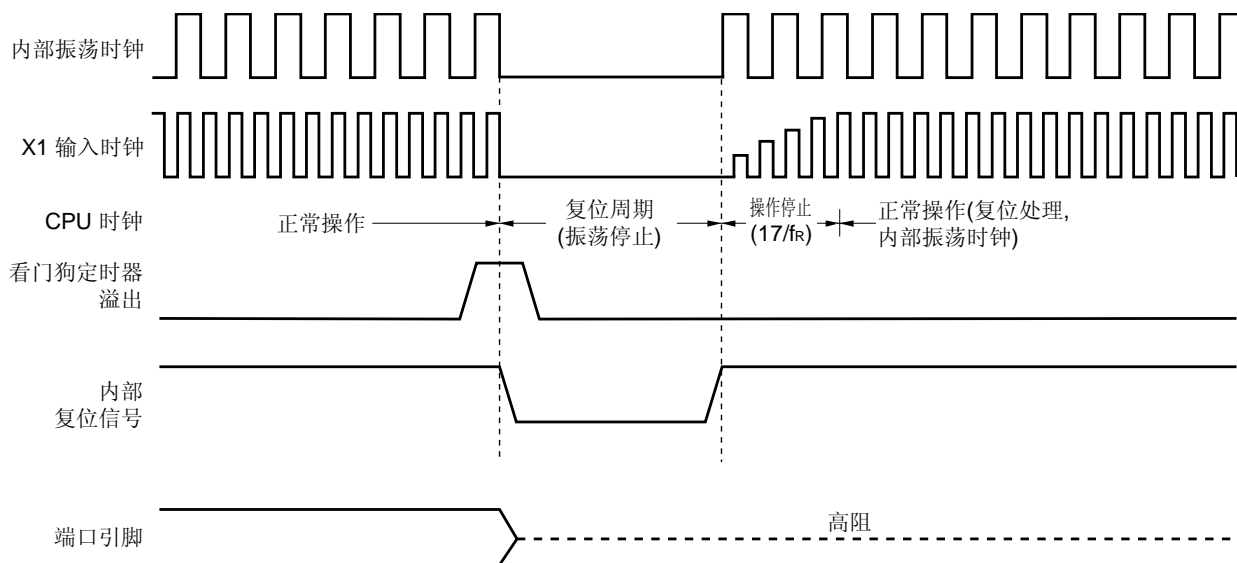 内部振荡时钟
X1 输入时钟
CPU 时钟
正常操作
复位周期
(振荡停止)
操作停止
(17/fR)
正常操作(复位处理,
内部振荡时钟)
看门狗定时器
溢出
内部
复位信号
端口引脚
高阻